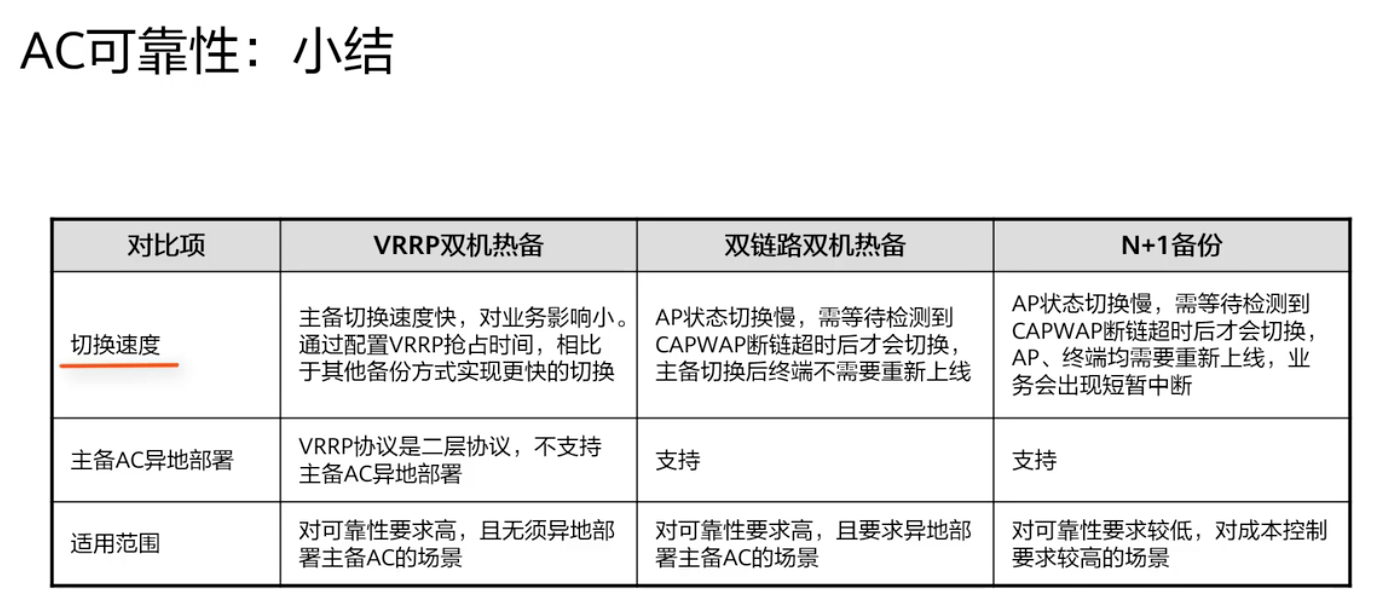 AC可靠性：小结
对比项
VRRP双机热备
双链路双机热备
N+1备份
切换速度
主备切换速度快，对业务影响小。
通过配置VRRP抢占时间，相比
于其他备份方式实现更快的切换
AP状态切换慢，需等待检测到
CAPWAP断链超时后才会切换，
主备切换后终端不需要重新上线
AP状态切换慢，需等待检测到
CAPWAP断链超时后才会切换，
AP、终端均需要重新上线，业
务会出现短暂中断
主备AC异地部署
VRRP协议是二层协议，不支持
主备AC异地部署
支持
支持
适用范围
对可靠性要求高，且无须异地部
署主备AC的场景
对可靠性要求高，且要求异地部
署主备AC的场景
对可靠性要求较低，对成本控制
要求较高的场景